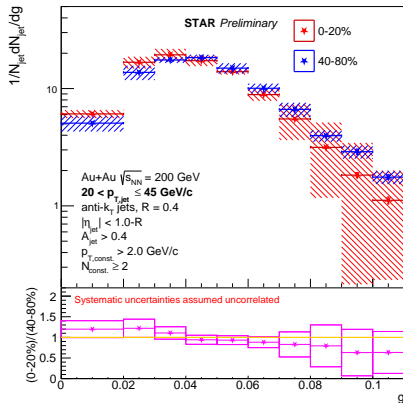 STAR Preliminary
0-20%
40-80%
1/N_jet dN_jet/dg
10
1
Au+Au √s_NN = 200 GeV
20 < p_T,jet ≤ 45 GeV/c
anti-k_T jets, R = 0.4
|η_jet| < 1.0-R
A_jet > 0.4
p_T,const. > 2.0 GeV/c
N_const. ≥ 2
Systematic uncertainties assumed uncorrelated
(0-20%)/(40-80%)
2
1.5
1
0.5
0
0 0.02 0.04 0.06 0.08 0.1
g